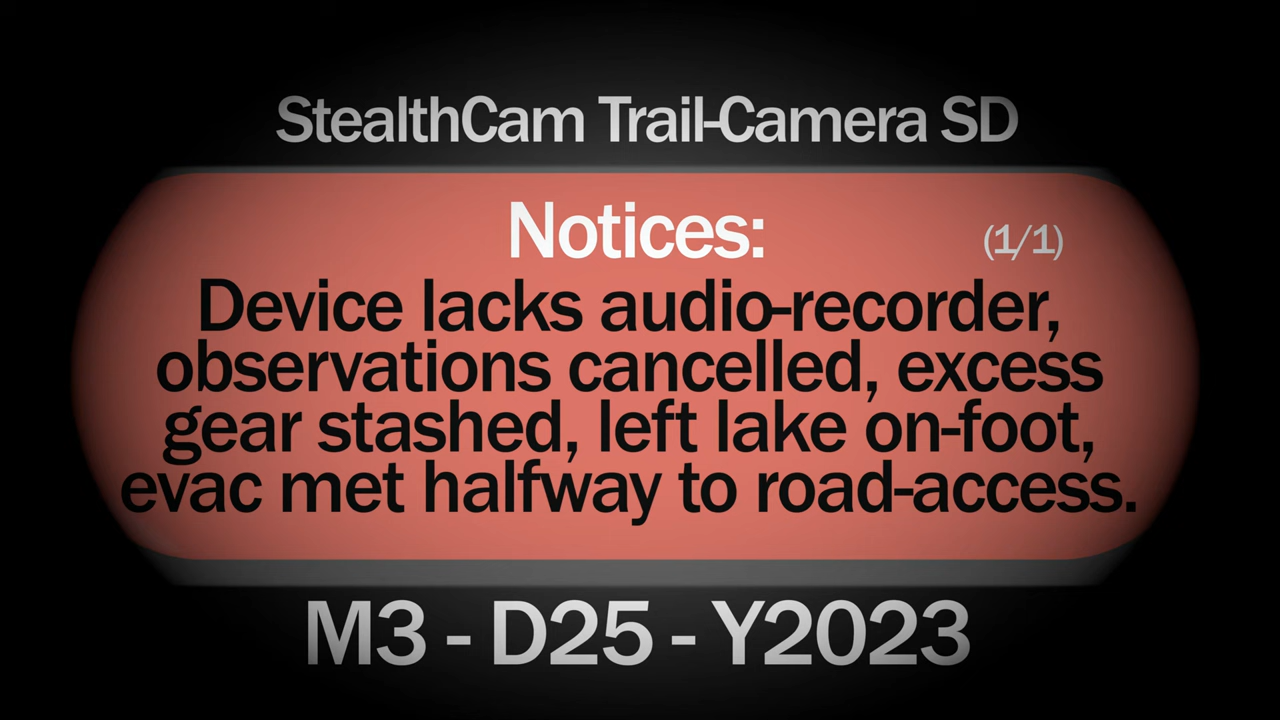 StealthCam Trail-Camera SD
Notices:
(1/1)
Device lacks audio-recorder,
observations cancelled, excess
gear stashed, left lake on-foot,
evac met halfway to road-access.
M3 - D25 - Y2023